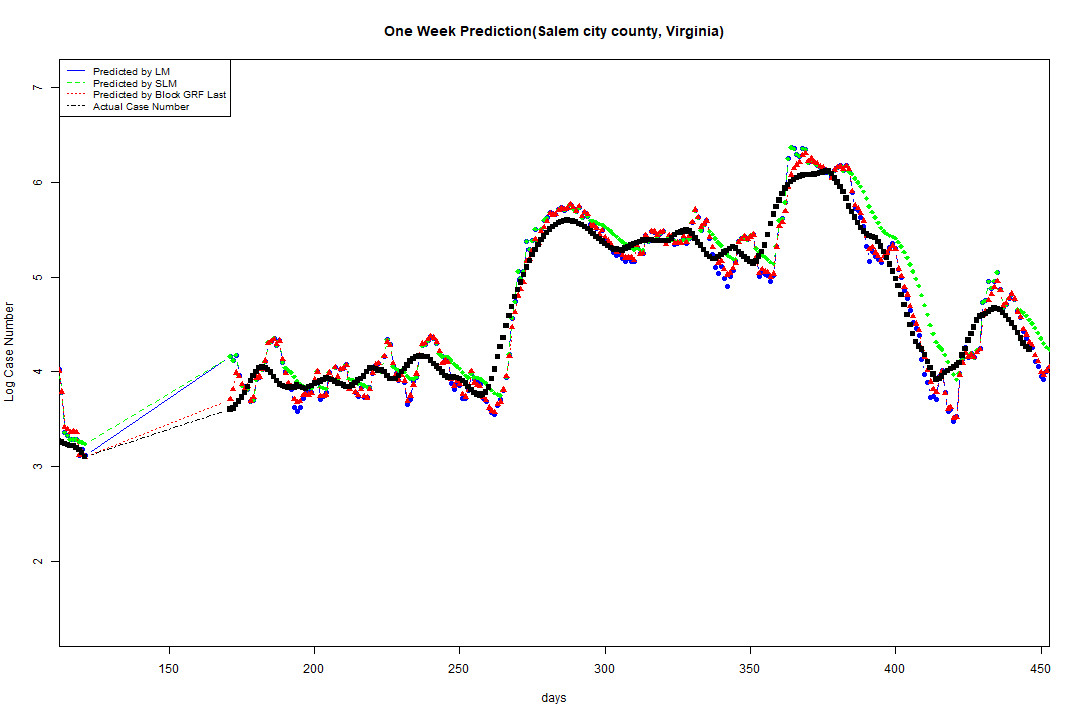 One Week Prediction(Salem city county, Virginia)
Predicted by LM
Predicted by SLM
Predicted by Block GRF Last
Actual Case Number
Log Case Number
7
6
5
4
3
2
150 200 250 300 350 400 450
days